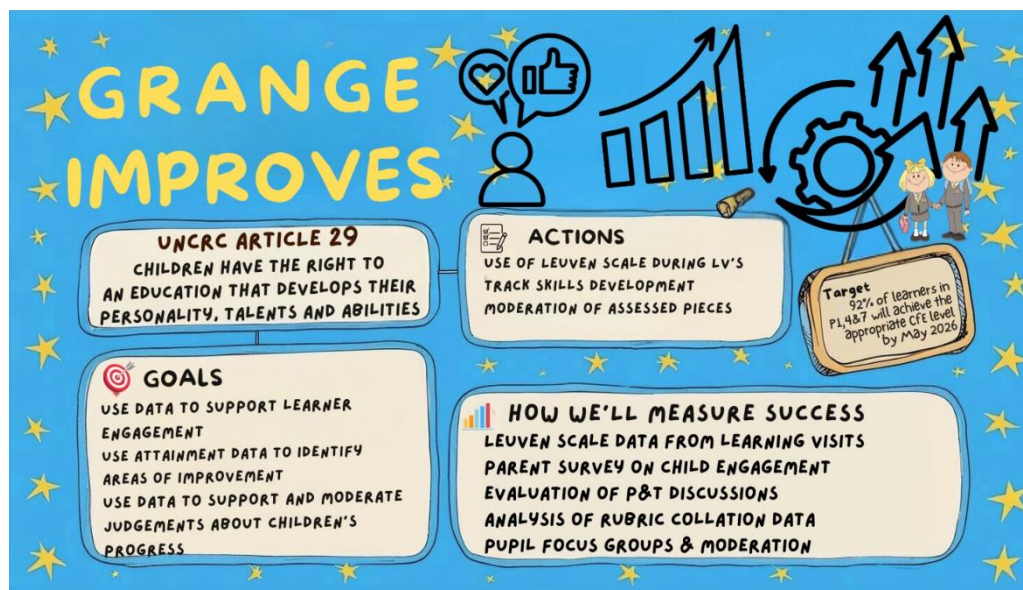 GRANGE
IMPROVES
UNCRC ARTICLE 29
CHILDREN HAVE THE RIGHT TO
AN EDUCATION THAT DEVELOPS THEIR
PERSONALITY, TALENTS AND ABILITIES
ACTIONS
USE OF LEUVEN SCALE DURING LV'S
TRACK SKILLS DEVELOPMENT
MODERATION OF ASSESSED PIECES
Target
92% of learners in
P1,4&7 will achieve the
appropriate CfE level
by May 2026
GOALS
USE DATA TO SUPPORT LEARNER
ENGAGEMENT
USE ATTAINMENT DATA TO IDENTIFY
AREAS OF IMPROVEMENT
USE DATA TO SUPPORT AND MODERATE
JUDGEMENTS ABOUT CHILDREN'S
PROGRESS
HOW WE'LL MEASURE SUCCESS
LEUVEN SCALE DATA FROM LEARNING VISITS
PARENT SURVEY ON CHILD ENGAGEMENT
EVALUATION OF P&T DISCUSSIONS
ANALYSIS OF RUBRIC COLLATION DATA
PUPIL FOCUS GROUPS & MODERATION